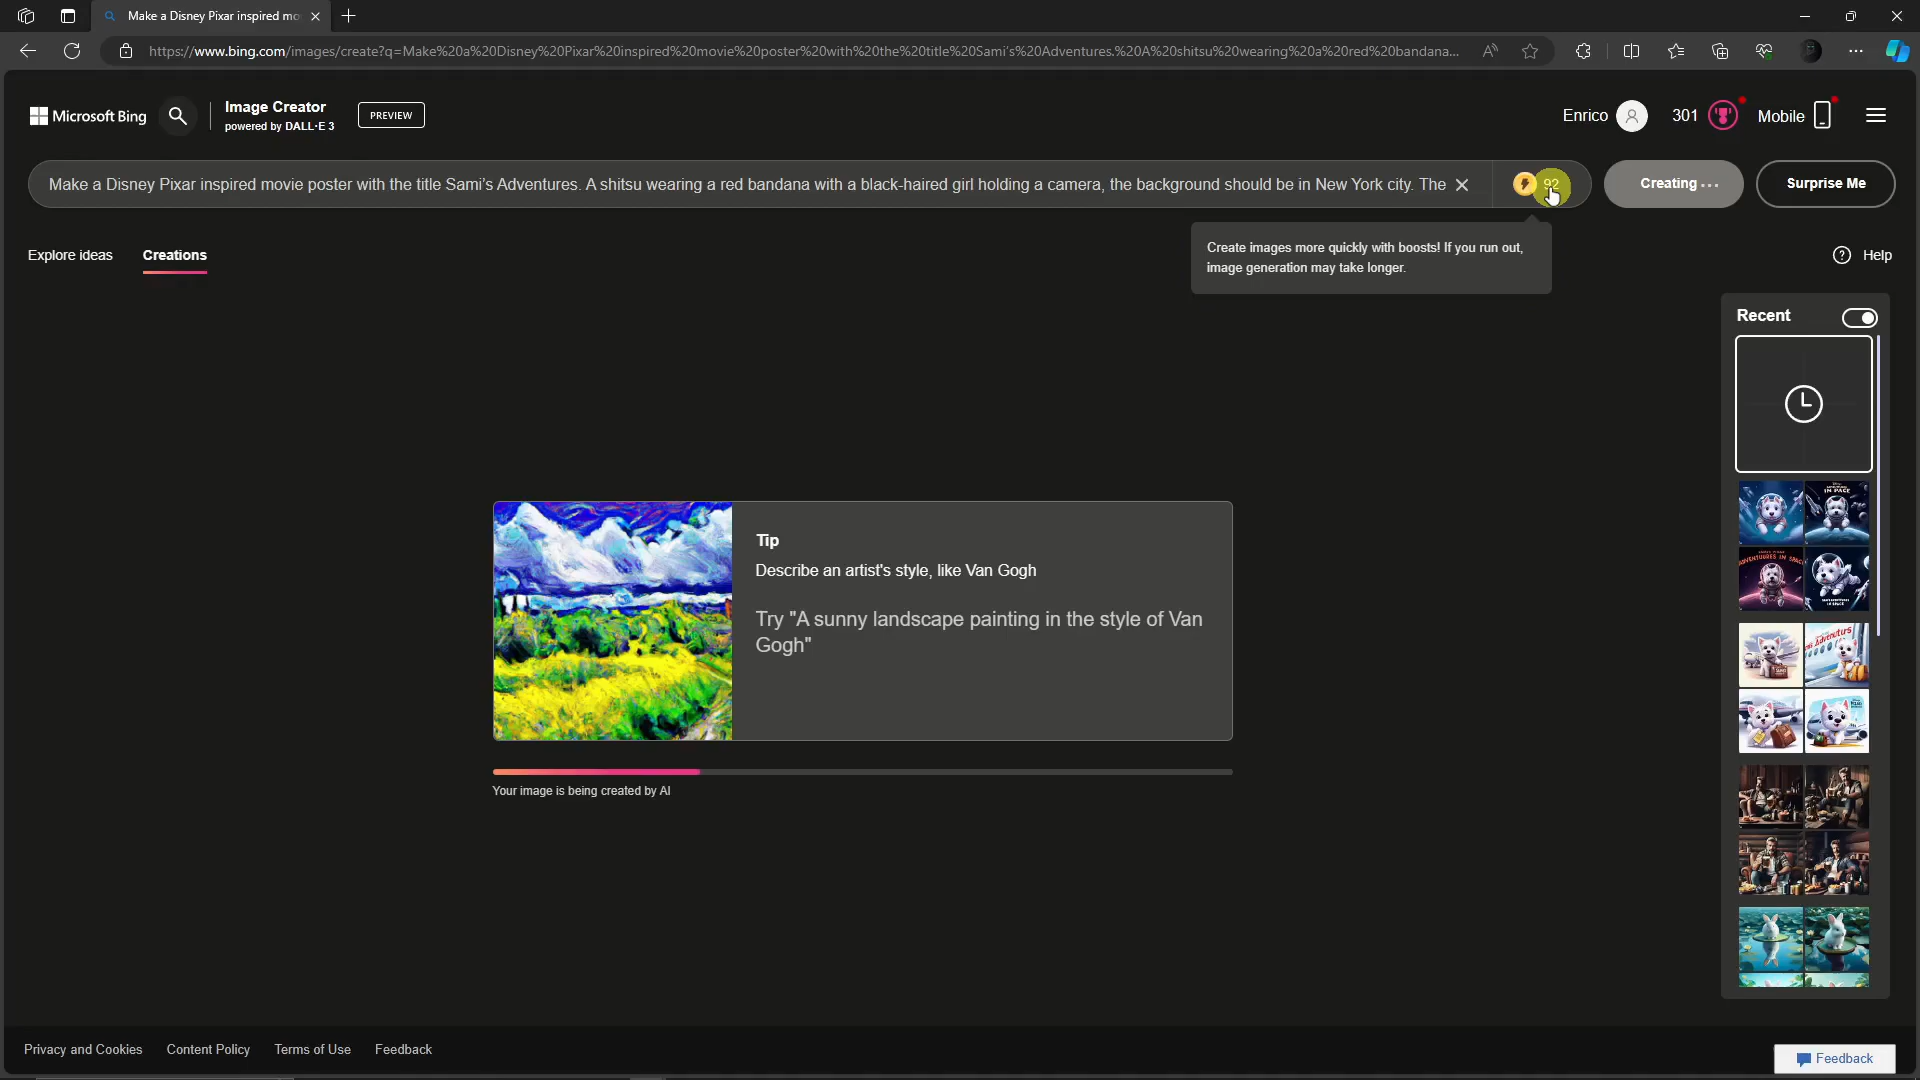 Make a Disney Pixar inspired mo
https://www.bing.com/images/create?q=Make%20a%20Disney%20Pixar%20inspired%20movie%20poster%20with%20the%20title%20Sami's%20Adventures.%20A%20shitsu%20wearing%20a%20red%20bandana...
Microsoft Bing
Image Creator
powered by DALL·E 3
PREVIEW
Enrico
301
Mobile
Make a Disney Pixar inspired movie poster with the title Sami's Adventures. A shitsu wearing a red bandana with a black-haired girl holding a camera, the background should be in New York city. The
92
Creating...
Surprise Me
Create images more quickly with boosts! If you run out,
image generation may take longer.
Explore ideas
Creations
Help
Recent
Tip
Describe an artist's style, like Van Gogh
Try "A sunny landscape painting in the style of Van
Gogh"
Your image is being created by AI
Privacy and Cookies
Content Policy
Terms of Use
Feedback
Feedback